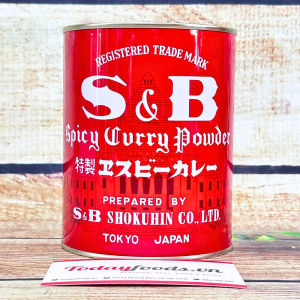 REGISTERED TRADE MARK
S&B
Spicy Curry Powder
特製 ヱスビーカレー
PREPARED BY
S&B SHOKUHIN CO., LTD.
TOKYO JAPAN
Todayfoods.vn